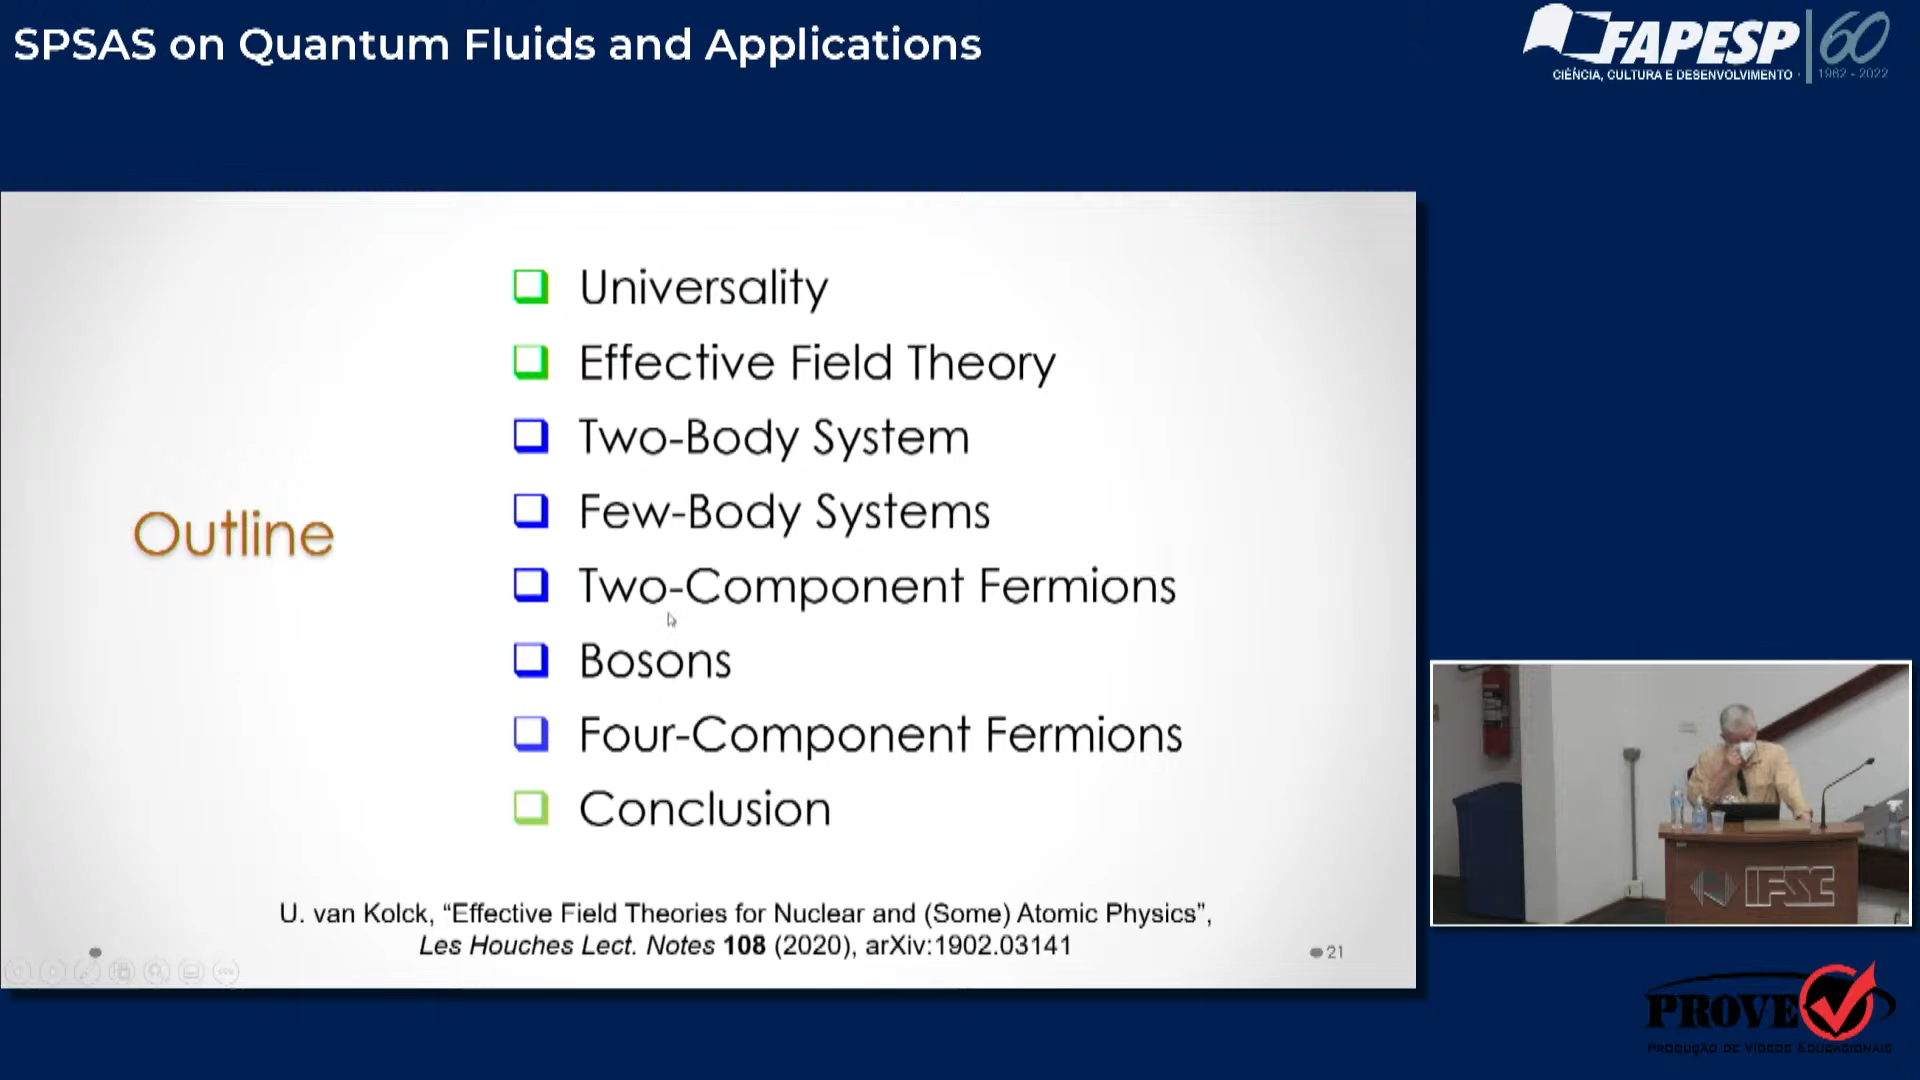 SPSAS on Quantum Fluids and Applications
FAPESP 60
CIÊNCIA, CULTURA E DESENVOLVIMENTO
1962 - 2022
Outline
Universality
Effective Field Theory
Two-Body System
Few-Body Systems
Two-Component Fermions
Bosons
Four-Component Fermions
Conclusion
U. van Kolck, “Effective Field Theories for Nuclear and (Some) Atomic Physics”,
Les Houches Lect. Notes 108 (2020), arXiv:1902.03141
21
IFSC
PROVE
PRODUÇÃO DE VÍDEOS EDUCACIONAIS